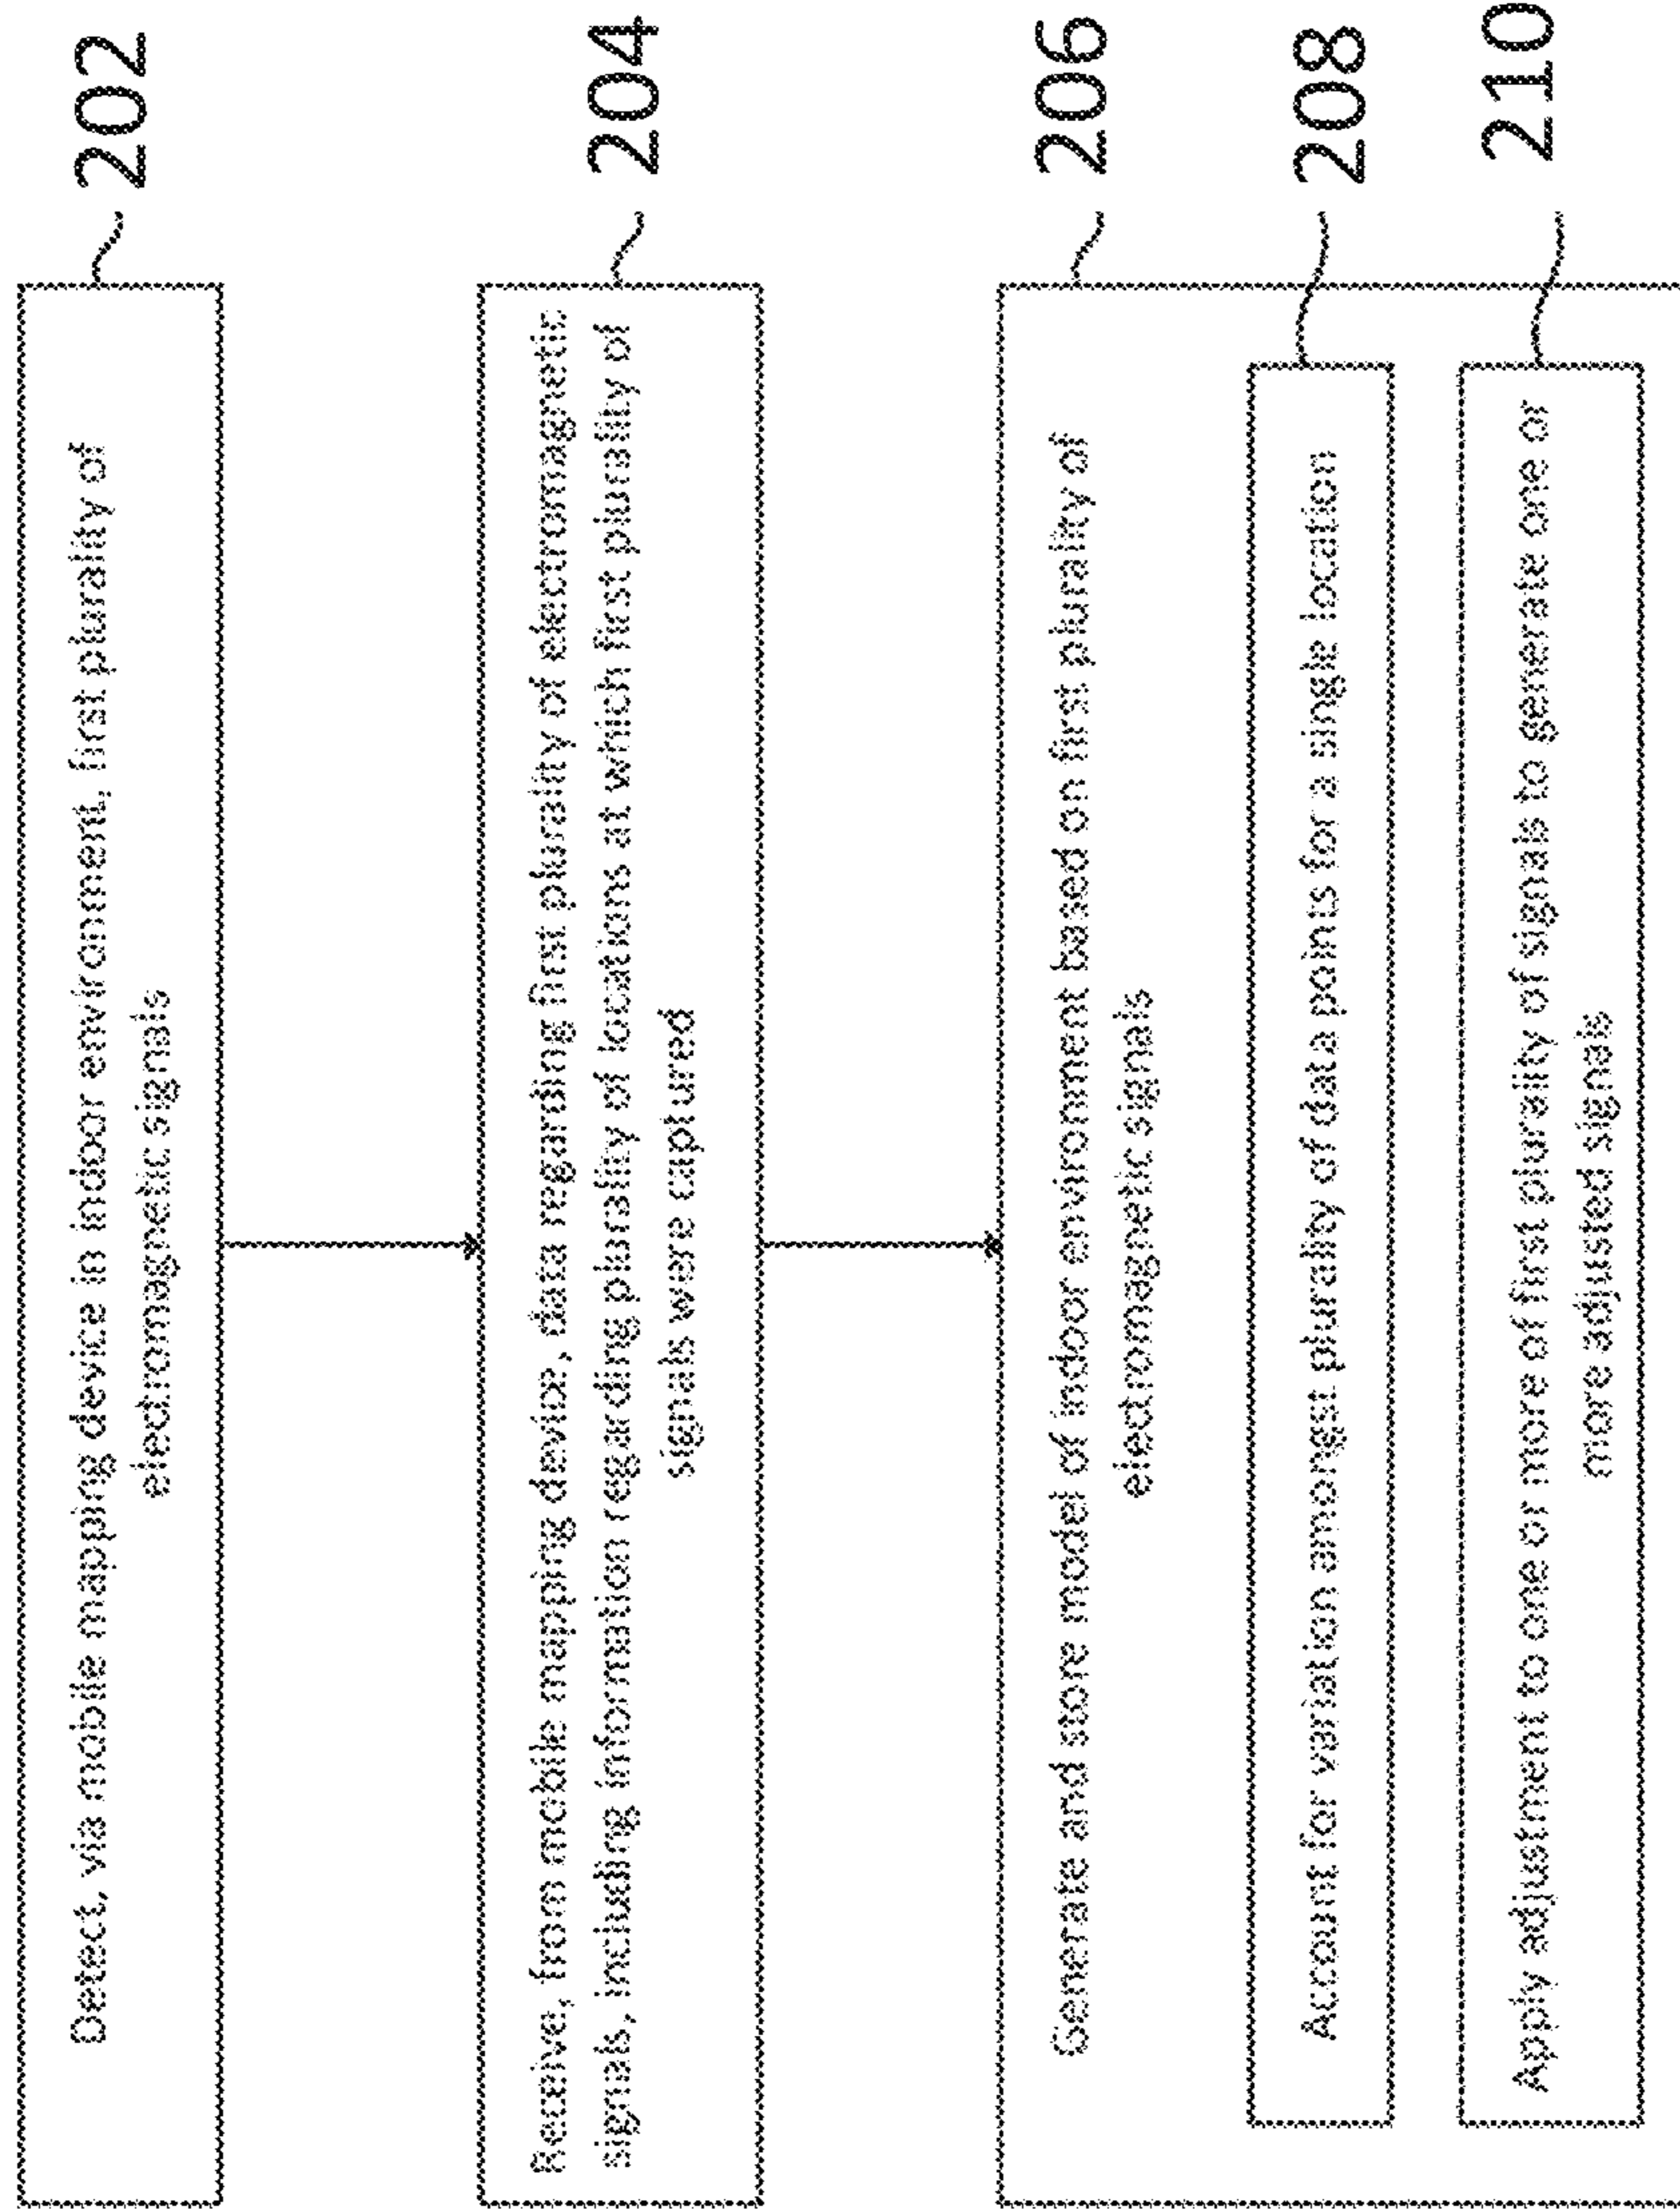 Detect, via mobile mapping device in indoor environment, first plurality of
electromagnetic signals
202
Receive, from mobile mapping device, data regarding first plurality of electromagnetic
signals, including information regarding plurality of locations at which first plurality of
signals were captured
204
Generate and store model of indoor environment based on first plurality of
electromagnetic signals
206
Account for variation amongst plurality of data points for a single location
208
Apply adjustment to one or more of first plurality of signals to generate one or
more adjusted signals
210